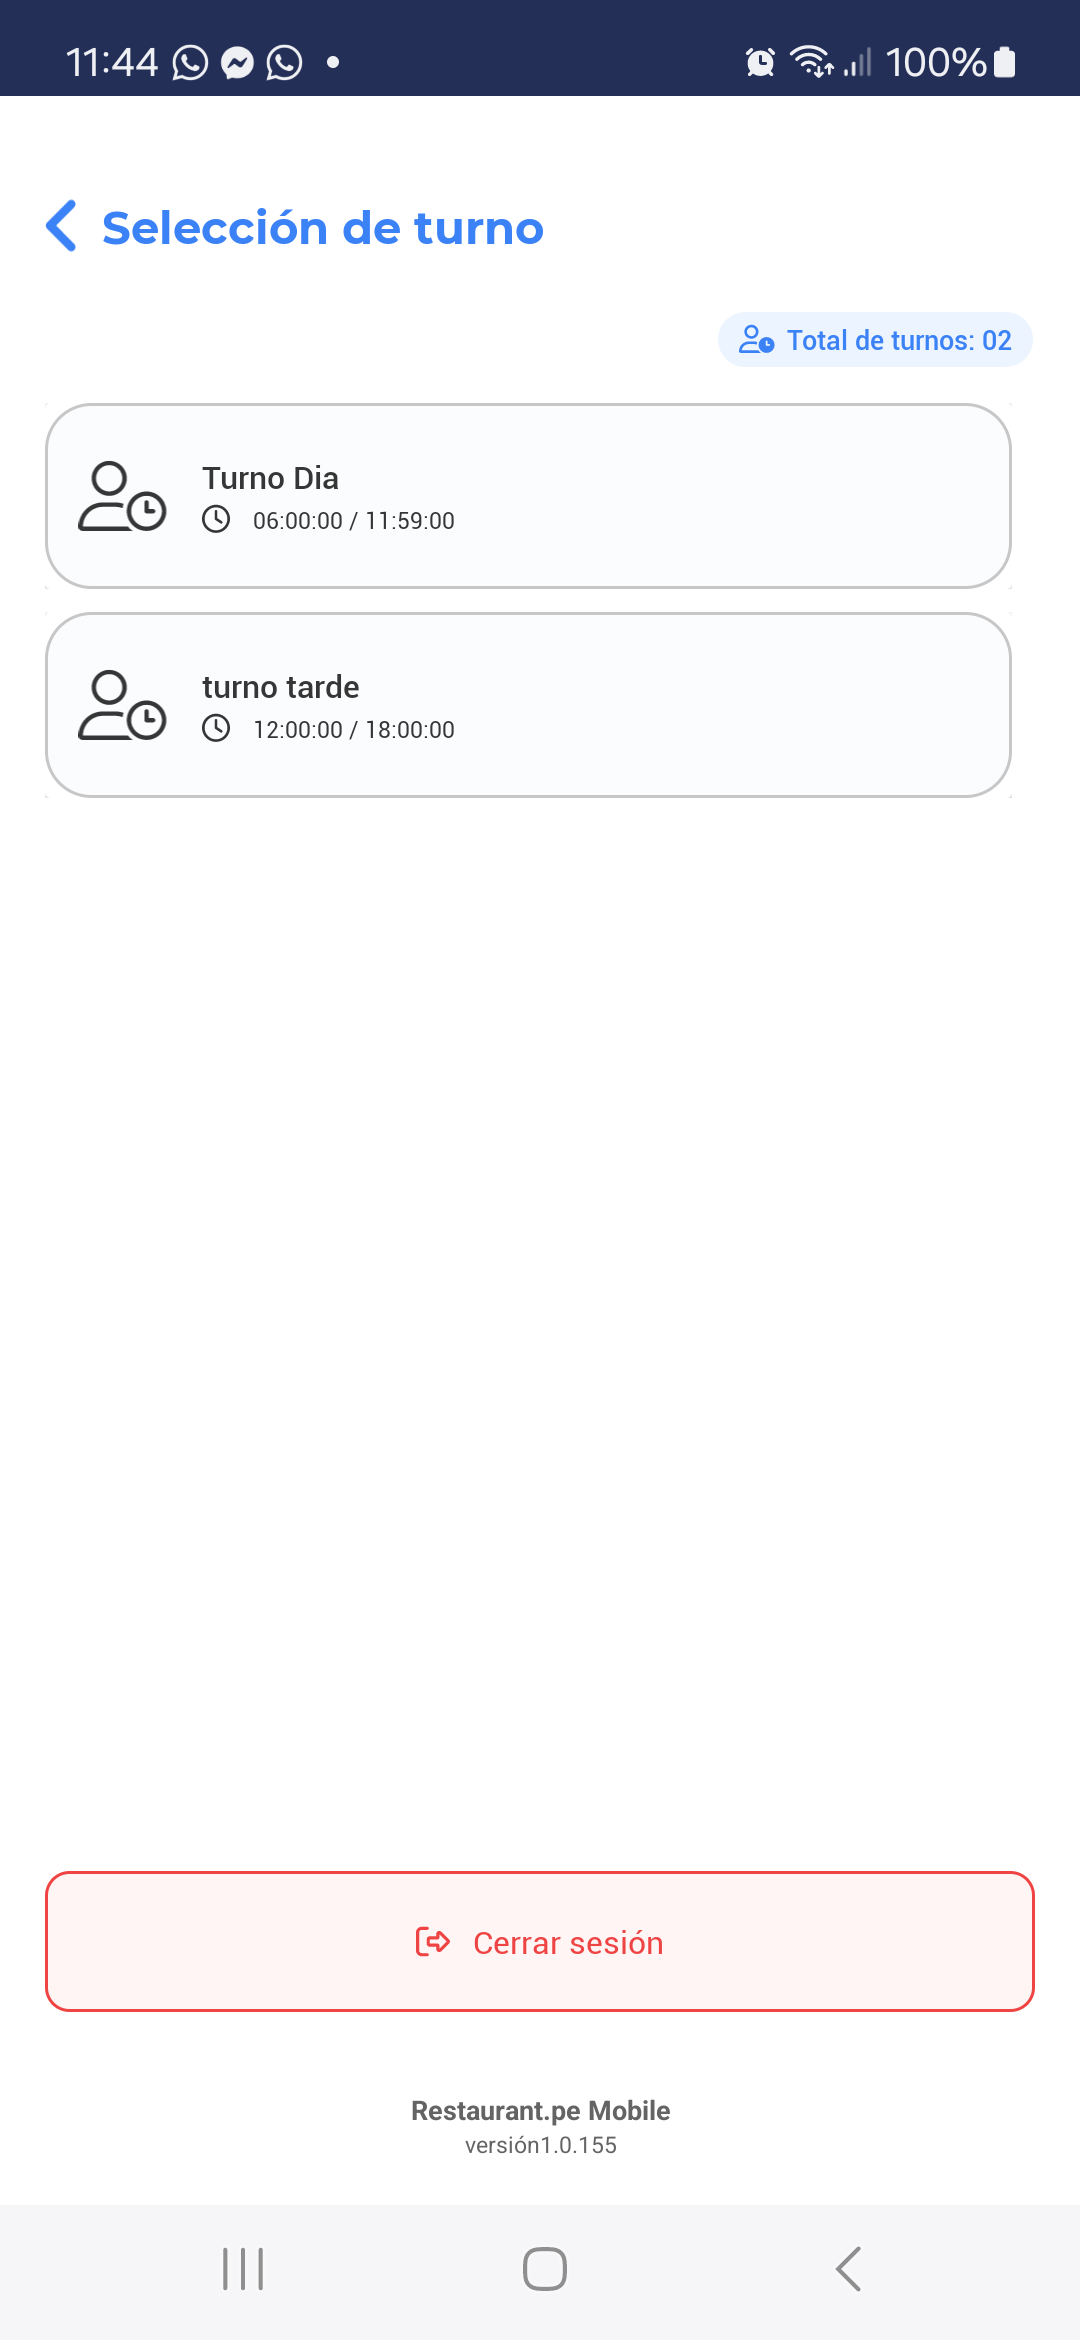 11:44 100%
Selección de turno
Total de turnos: 02
Turno Dia
06:00:00 / 11:59:00
turno tarde
12:00:00 / 18:00:00
Cerrar sesión
Restaurant.pe Mobile
versión1.0.155